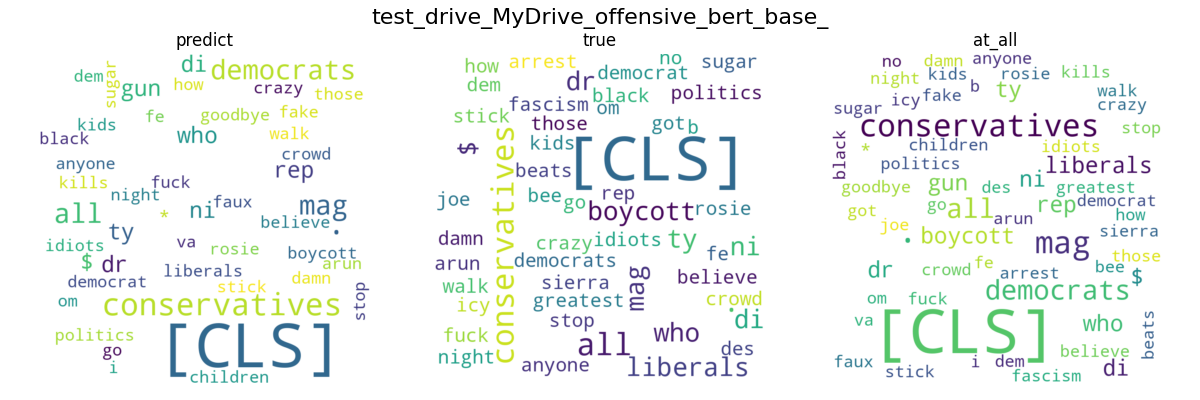 test_drive_MyDrive_offensive_bert_base_
predict
true
at_all
dem
sugar
di
democrats
gun
how
crazy
those
fe
goodbye
fake
kids
who
walk
black
crowd
anyone
rep
kills
fuck
night
faux
mag
all
*
ni
believe
.
ty
idiots
va
rosie
boycott
$
dr
liberals
arun
democrat
stick
damn
stop
om
conservatives
politics
[CLS]
go
i
children
how
arrest
no
sugar
dem
dr
democrat
fascism
black
politics
om
stick
those
got
b
$
kids
[CLS]
conservatives
beats
rep
joe
bee
go
boycott
rosie
damn
crazy
idiots
ty
fe
ni
arun
democrats
believe
walk
sierra
mag
icy
greatest
crowd
.
fuck
stop
who
di
night
all
des
anyone
liberals
no
damn
anyone
night
kids
b
rosie
kills
sugar
icy
fake
ty
walk
crazy
black
conservatives
stop
*
children
idiots
politics
liberals
goodbye
gun
des
ni
greatest
got
go
all
rep
democrat
joe
arun
how
.
boycott
mag
sierra
those
dr
crowd
fe
arrest
bee
$
om
fuck
democrats
va
[CLS]
who
beats
believe
faux
stick
i
dem
di
fascism